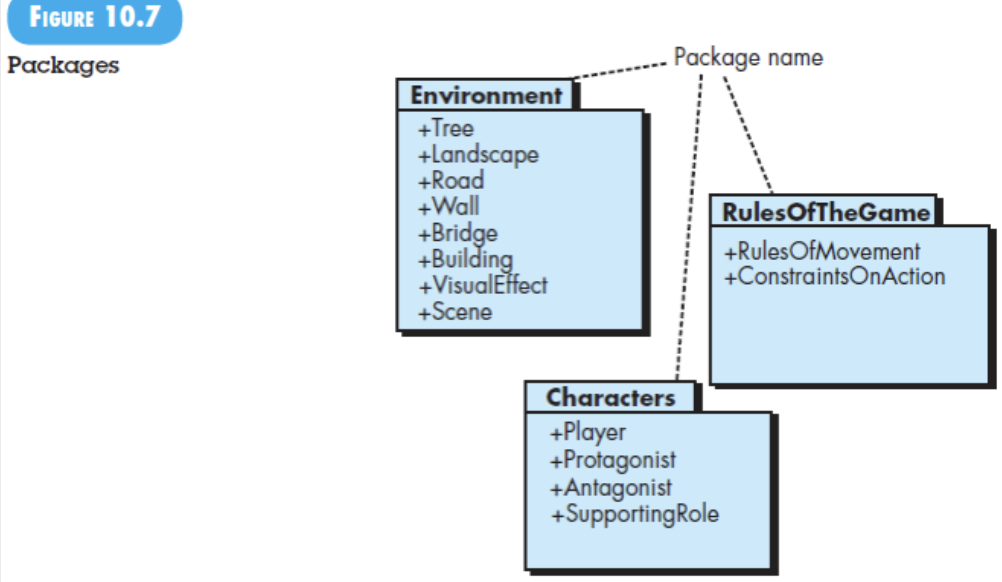 FIGURE 10.7
Packages
Package name
Environment
+Tree
+Landscape
+Road
+Wall
+Bridge
+Building
+VisualEffect
+Scene
RulesOfTheGame
+RulesOfMovement
+ConstraintsOnAction
Characters
+Player
+Protagonist
+Antagonist
+SupportingRole